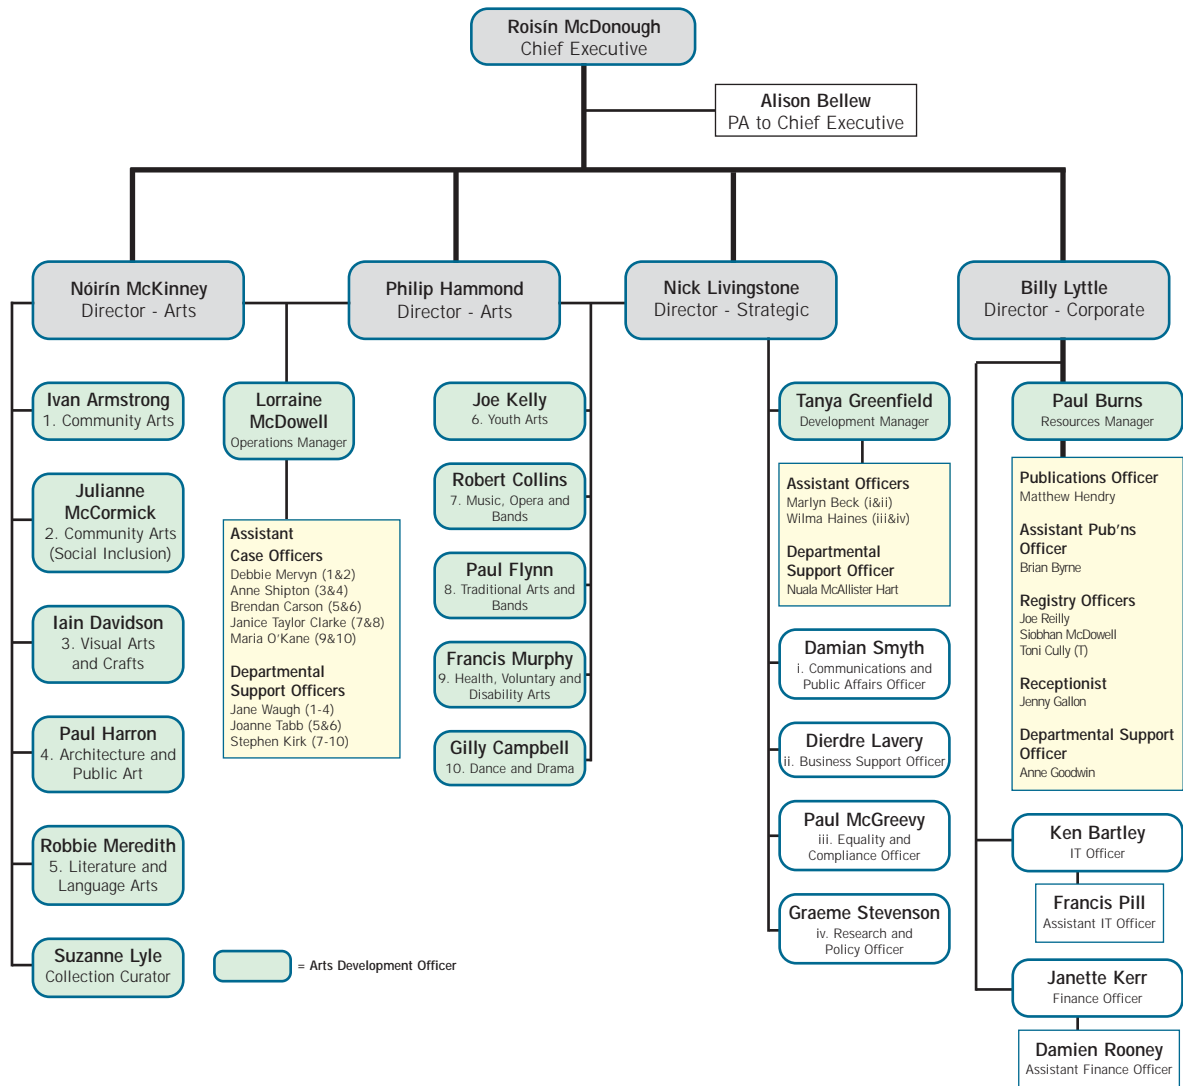 Roisín McDonough
Chief Executive
Alison Bellew
PA to Chief Executive
Nóirín McKinney
Director - Arts
Philip Hammond
Director - Arts
Nick Livingstone
Director - Strategic
Billy Lyttle
Director - Corporate
Ivan Armstrong
1. Community Arts
Julianne
McCormick
2. Community Arts
(Social Inclusion)
Iain Davidson
3. Visual Arts
and Crafts
Paul Harron
4. Architecture and
Public Art
Robbie Meredith
5. Literature and
Language Arts
Suzanne Lyle
Collection Curator
Lorraine
McDowell
Operations Manager
Assistant
Case Officers
Debbie Mervyn (1&2)
Anne Shipton (3&4)
Brendan Carson (5&6)
Janice Taylor Clarke (7&8)
Maria O'Kane (9&10)
Departmental
Support Officers
Jane Waugh (1-4)
Joanne Tabb (5&6)
Stephen Kirk (7-10)
= Arts Development Officer
Joe Kelly
6. Youth Arts
Robert Collins
7. Music, Opera and
Bands
Paul Flynn
8. Traditional Arts and
Bands
Francis Murphy
9. Health, Voluntary and
Disability Arts
Gilly Campbell
10. Dance and Drama
Tanya Greenfield
Development Manager
Assistant Officers
Marlyn Beck (i&ii)
Wilma Haines (iii&iv)
Departmental
Support Officer
Nuala McAllister Hart
Damian Smyth
i. Communications and
Public Affairs Officer
Dierdre Lavery
ii. Business Support Officer
Paul McGreevy
iii. Equality and
Compliance Officer
Graeme Stevenson
iv. Research and
Policy Officer
Paul Burns
Resources Manager
Publications Officer
Matthew Hendry
Assistant Pub'ns
Officer
Brian Byrne
Registry Officers
Joe Reilly
Siobhan McDowell
Toni Cully (T)
Receptionist
Jenny Gallon
Departmental Support
Officer
Anne Goodwin
Ken Bartley
IT Officer
Francis Pill
Assistant IT Officer
Janette Kerr
Finance Officer
Damien Rooney
Assistant Finance Officer